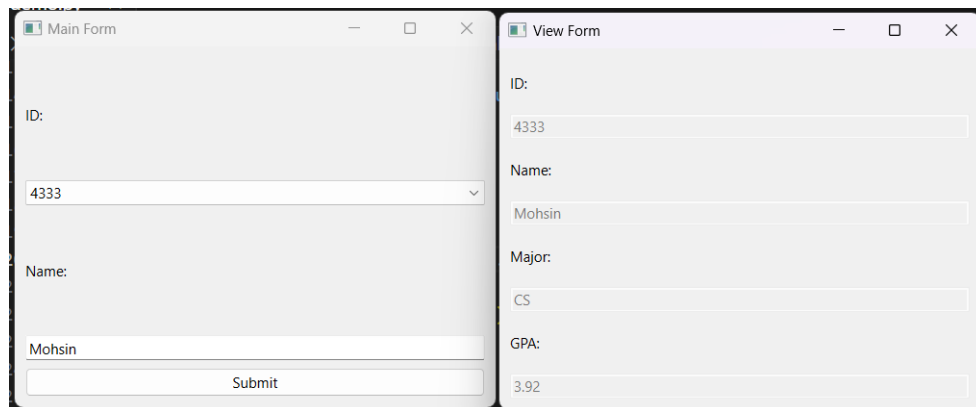 Main Form
ID:
4333
Name:
Mohsin
Submit
View Form
ID:
4333
Name:
Mohsin
Major:
CS
GPA:
3.92